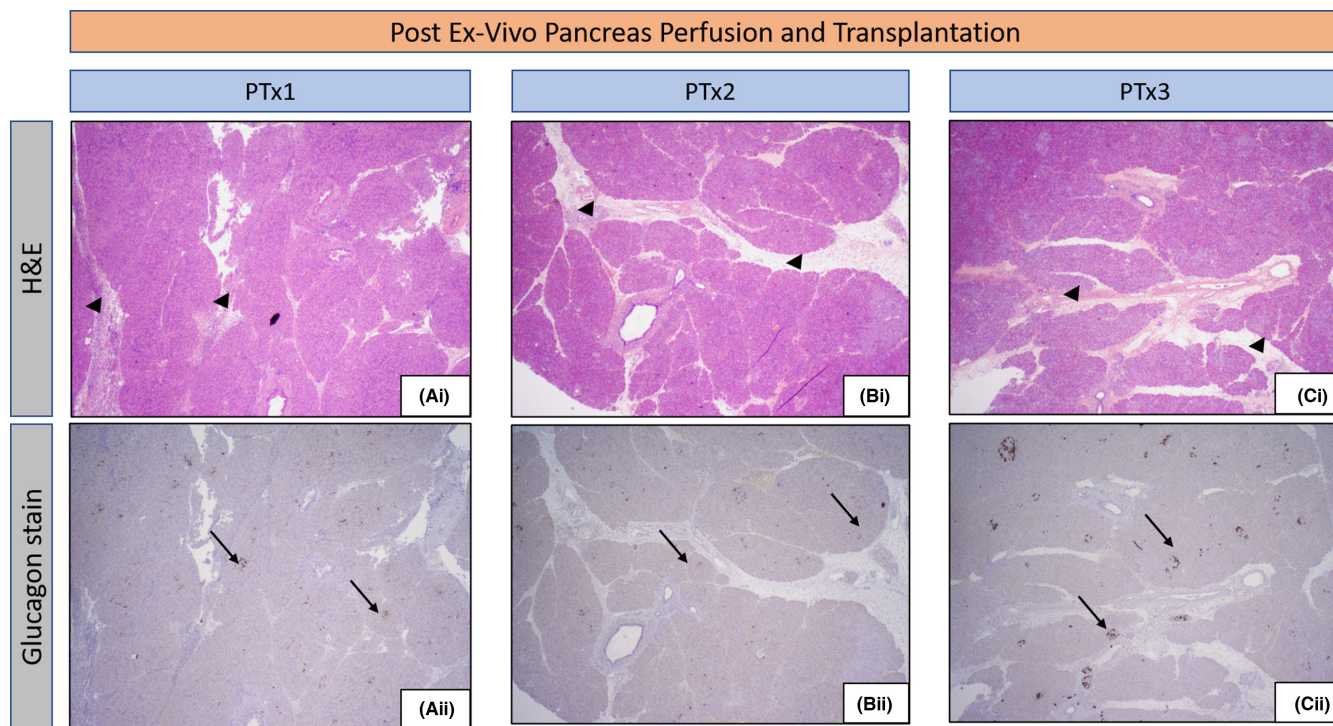 Post Ex-Vivo Pancreas Perfusion and Transplantation
PTx1
PTx2
PTx3
H&E
(Ai)
(Bi)
(Ci)
Glucagon stain
(Aii)
(Bii)
(Cii)